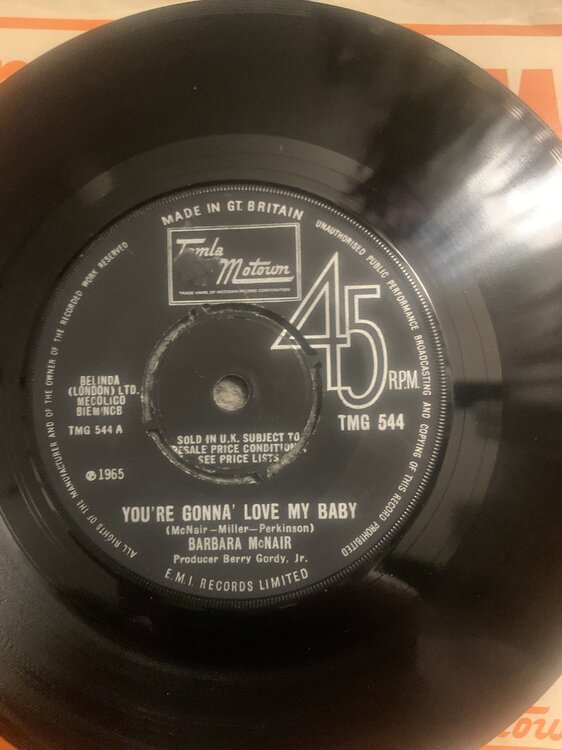 MADE IN GT. BRITAIN
UNAUTHORISED PUBLIC PERFORMANCE BROADCASTING AND COPYING OF THIS RECORD PROHIBITED
ALL RIGHTS OF THE MANUFACTURER AND OF THE OWNER OF THE RECORDED WORK RESERVED
Tamla
Motown
TRADE MARK OF MOTOWN RECORD CORPORATION
45
R.P.M.
TMG 544
BELINDA
(LONDON) LTD.
MECOLICO
BIEM/NCB
TMG 544 A
℗ 1965
SOLD IN U.K. SUBJECT TO
RESALE PRICE CONDITIONS
SEE PRICE LISTS
YOU'RE GONNA' LOVE MY BABY
(McNair—Miller—Perkinson)
BARBARA McNAIR
Producer Berry Gordy, Jr.
E.M.I. RECORDS LIMITED